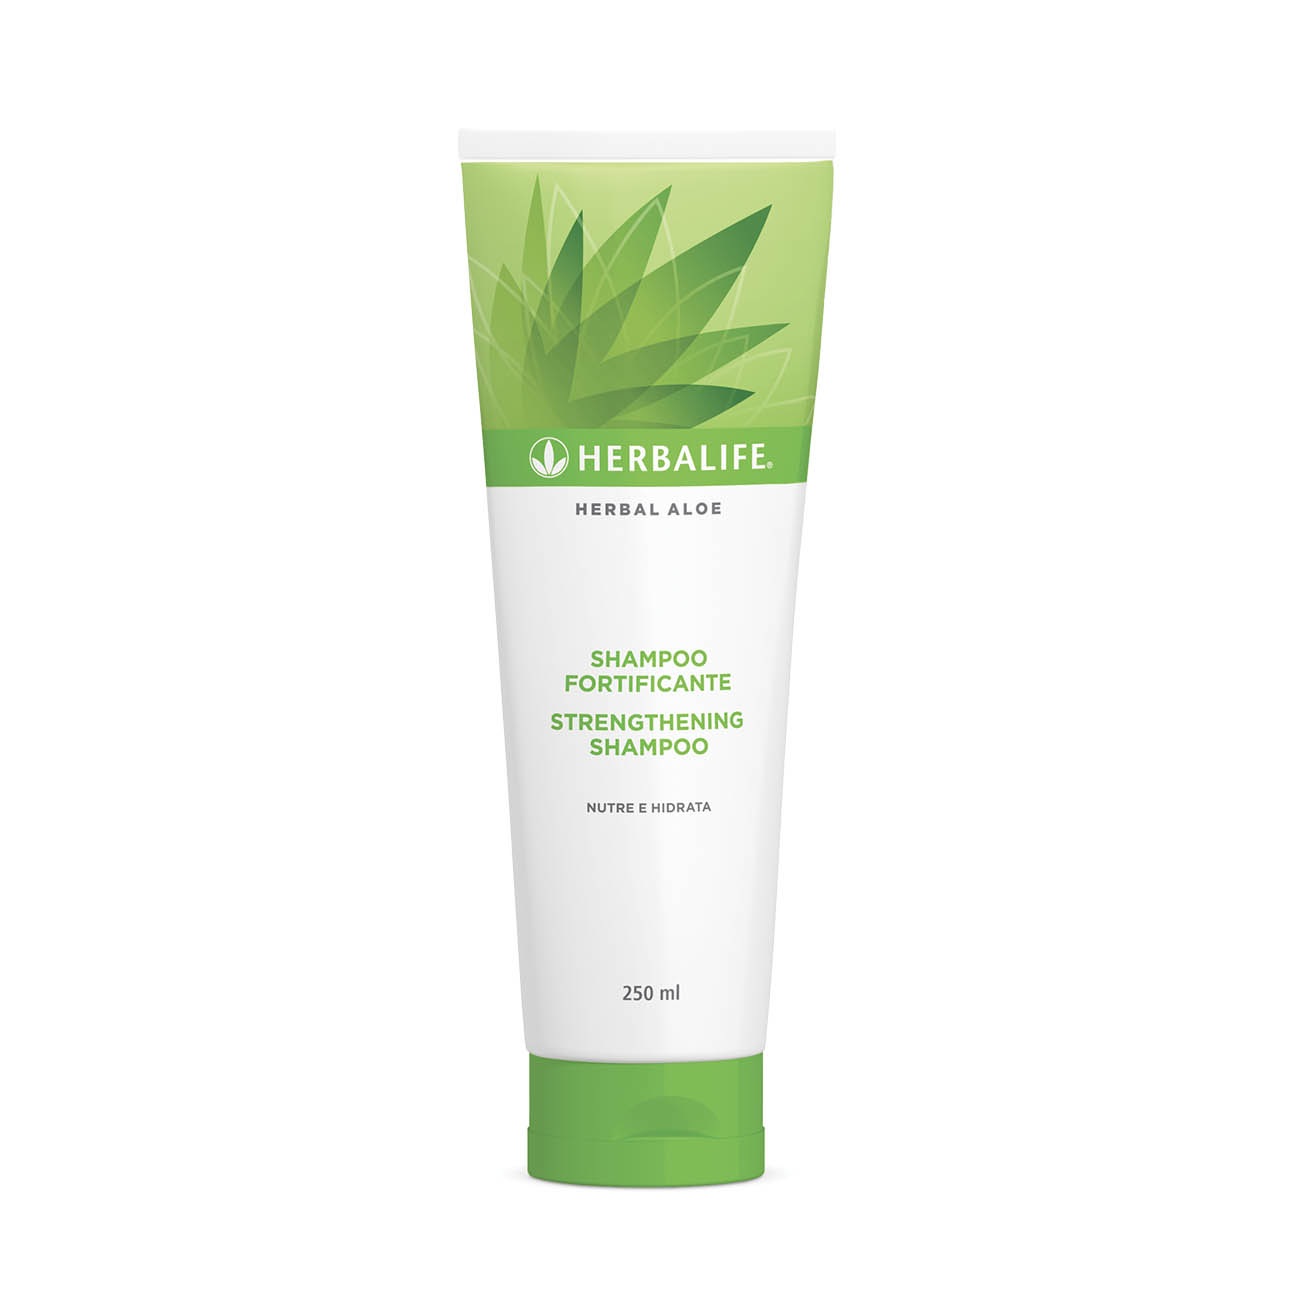 HERBALIFE®
HERBAL ALOE
SHAMPOO
FORTIFICANTE
STRENGTHENING
SHAMPOO
NUTRE E HIDRATA
250 ml